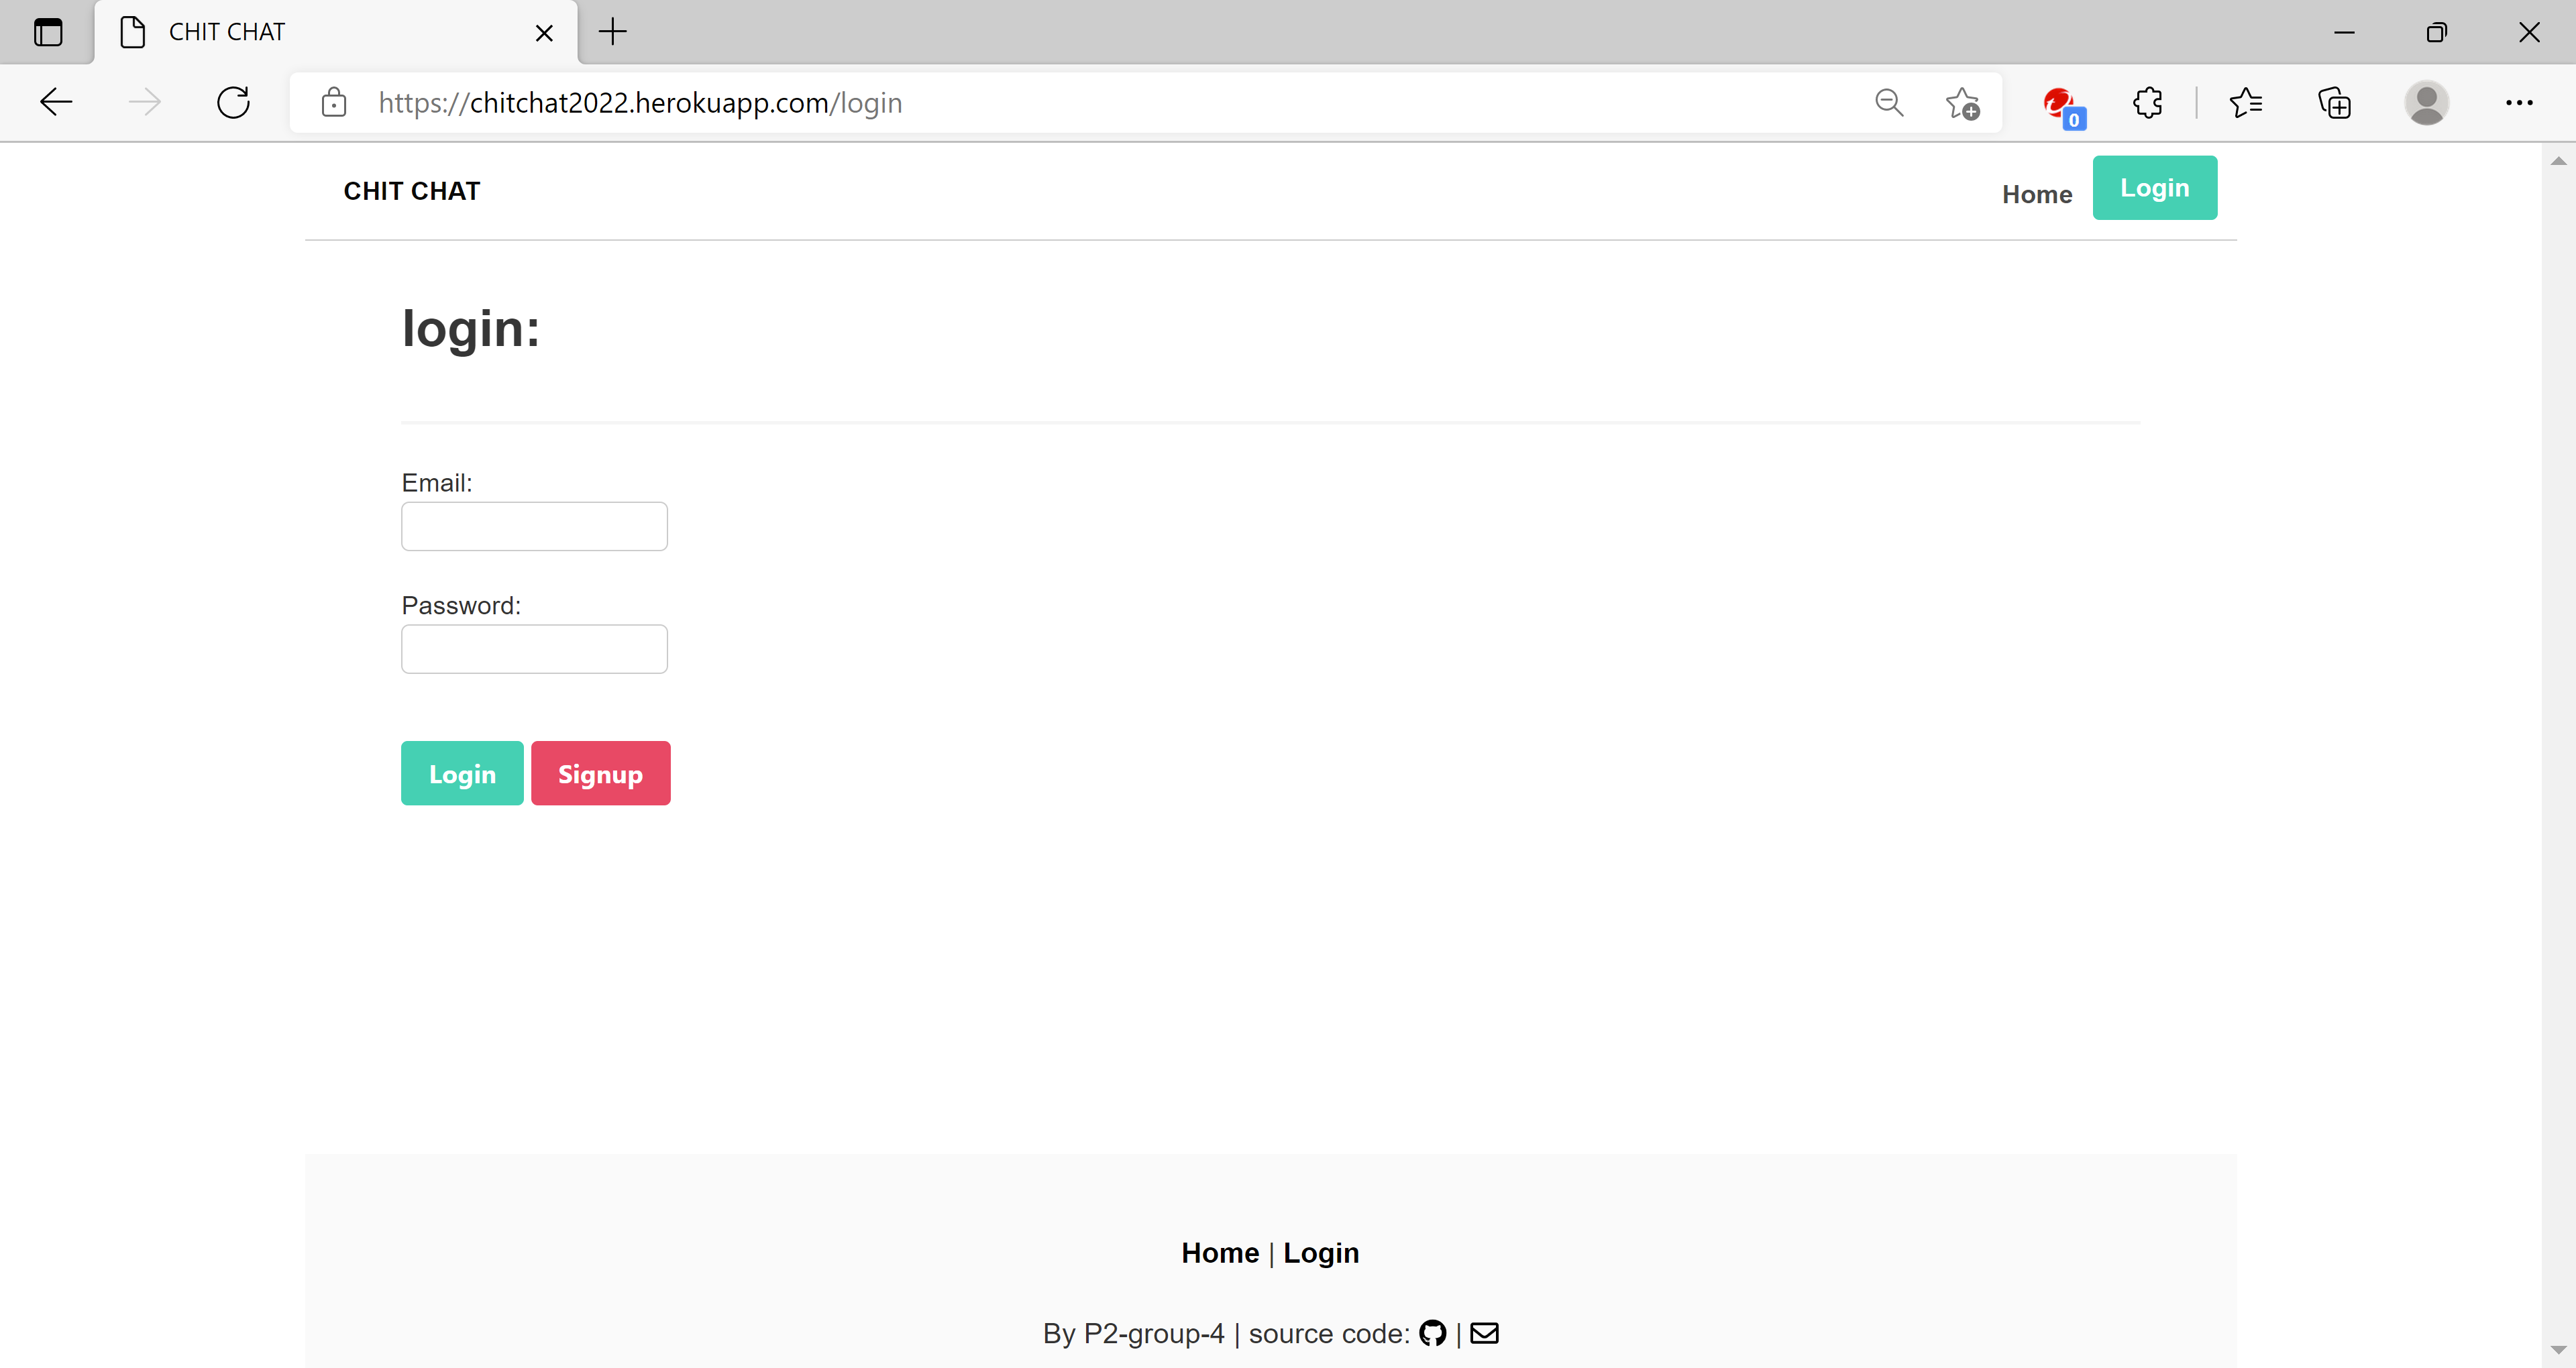 CHIT CHAT
https://chitchat2022.herokuapp.com/login
0
CHIT CHAT
Home
Login
login:
Email:
Password:
Login
Signup
Home | Login
By P2-group-4 | source code: |